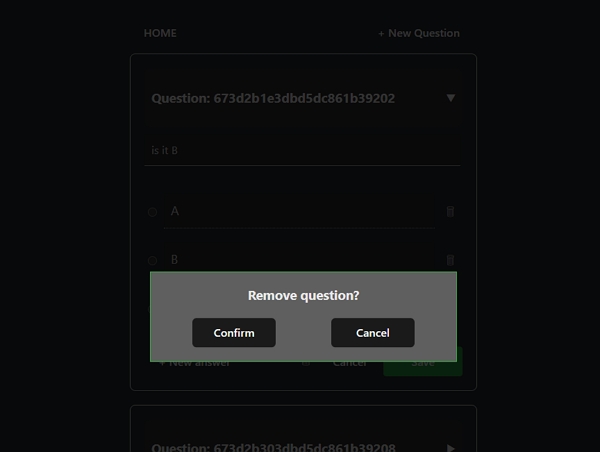 HOME
+ New Question
Question: 673d2b1e3dbd5dc861b39202
is it B
A
B
Remove question?
Confirm Cancel
+ New answer Cancel Save
Question: 673d2b303dbd5dc861b39208